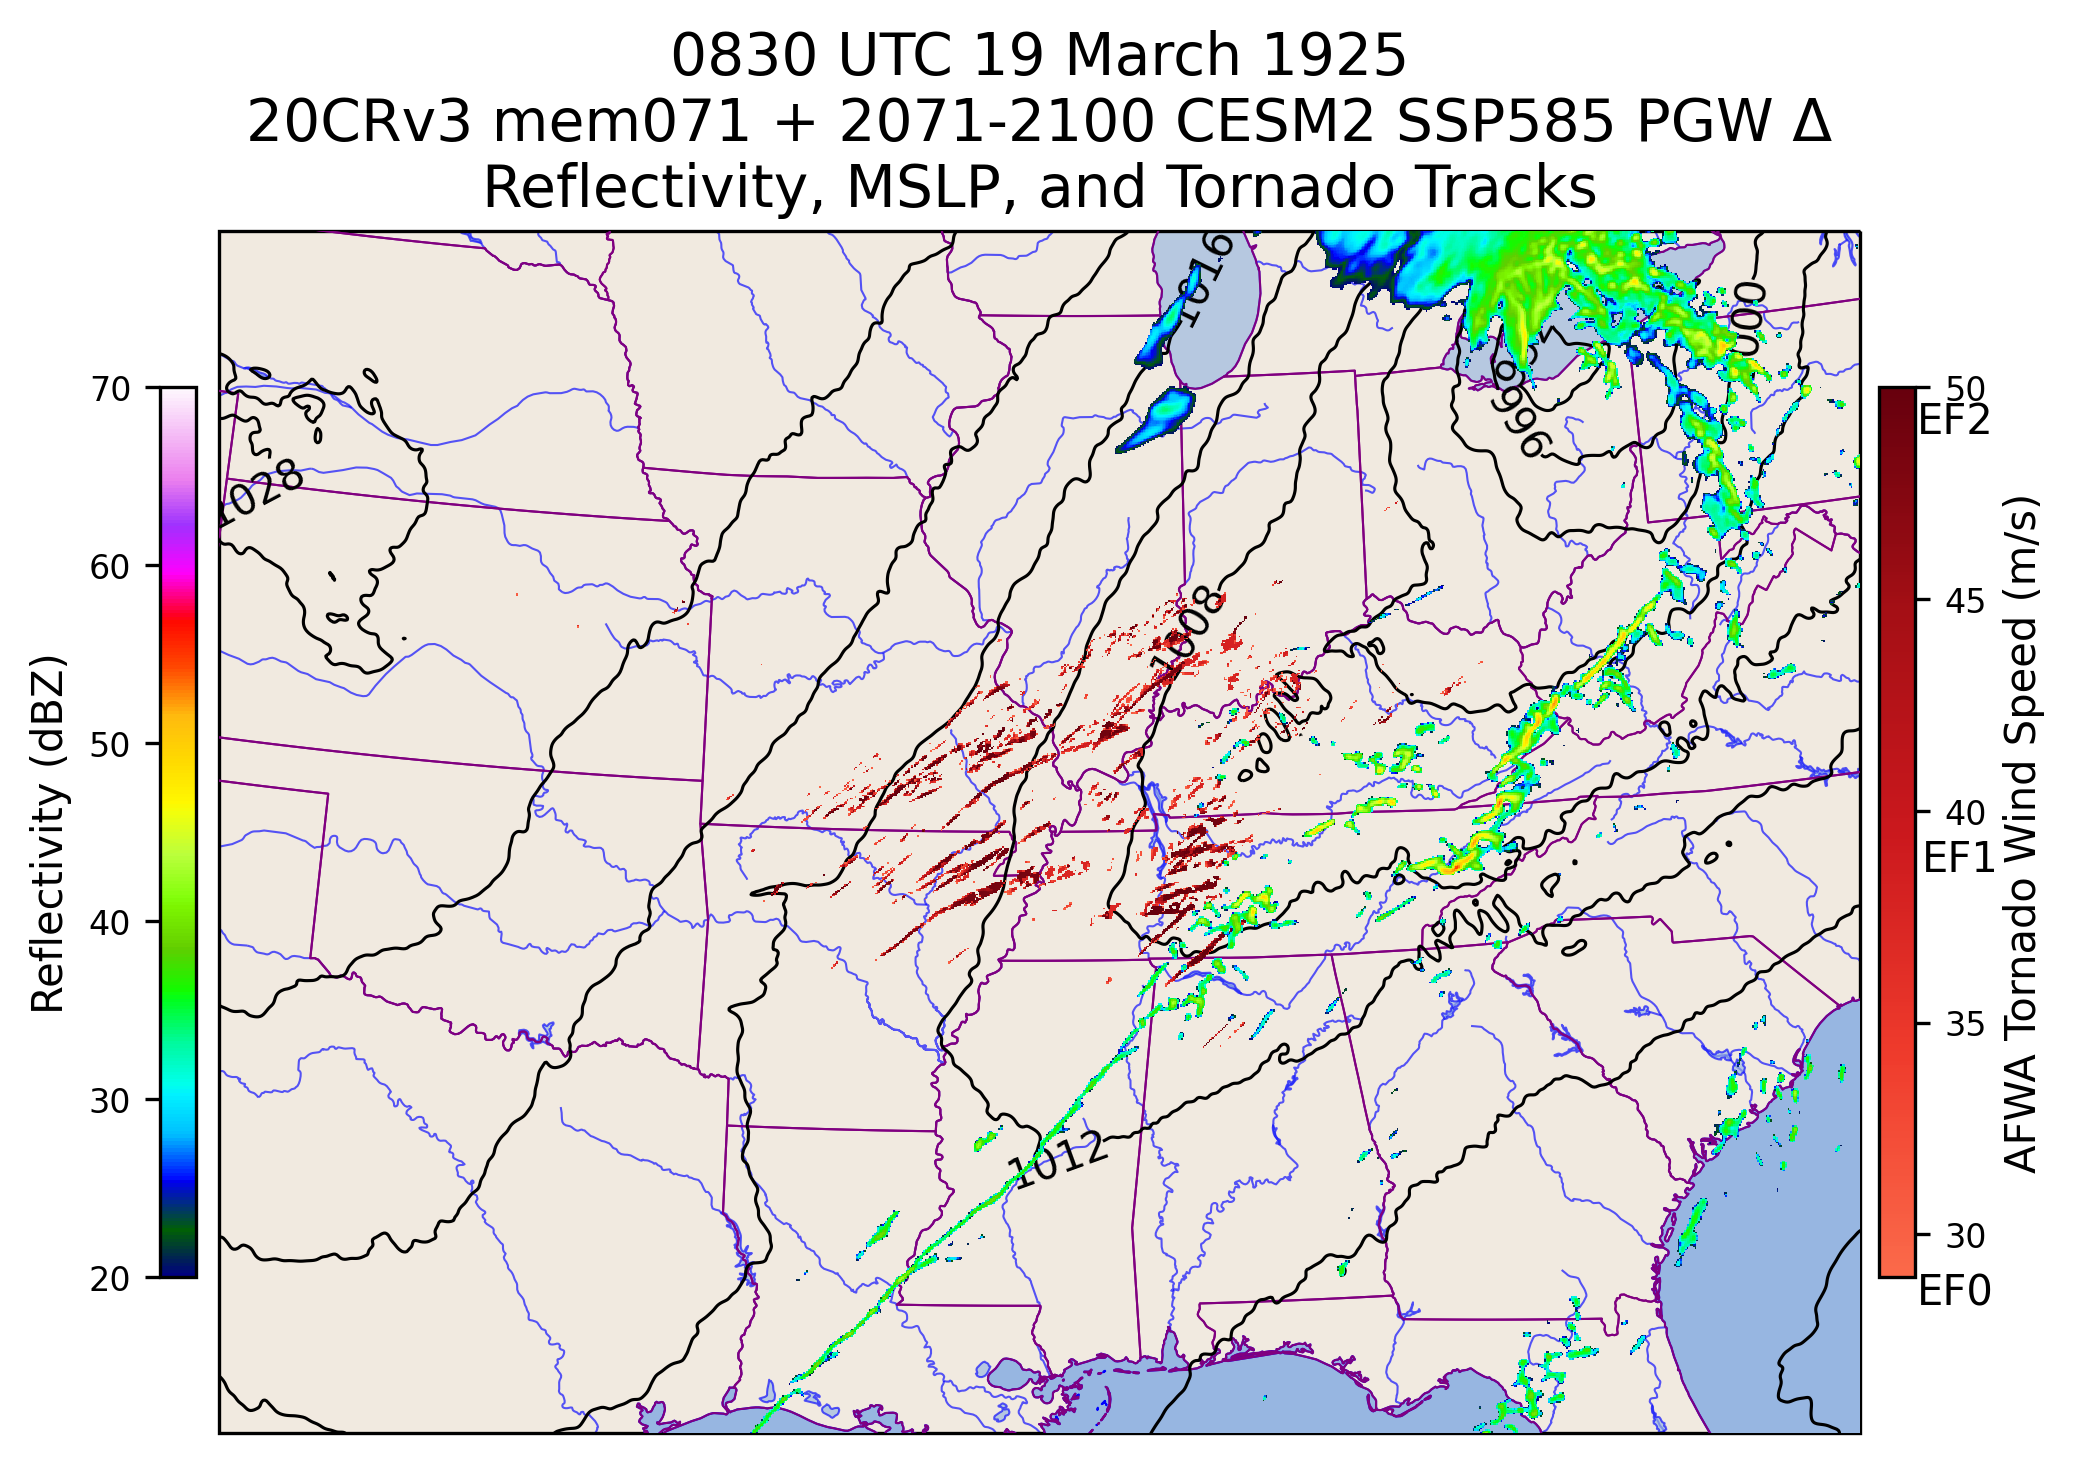 0830 UTC 19 March 1925
20CRv3 mem071 + 2071-2100 CESM2 SSP585 PGW Δ
Reflectivity, MSLP, and Tornado Tracks
Reflectivity (dBZ)
70
60
50
40
30
20
1016
1028
996
1008
1012
50
EF2
45
40
EF1
35
30
EF0
AFWA Tornado Wind Speed (m/s)